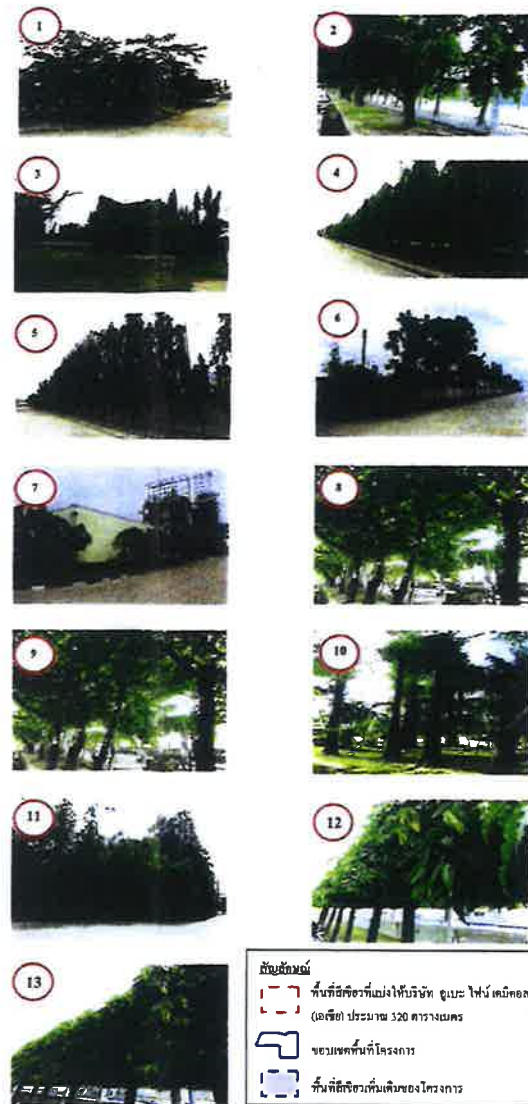 1
2
3
4
5
6
7
8
9
10
11
12
13
สัญลักษณ์
พื้นที่สีเขียวที่แบ่งให้บริษัท อูเบะ ไฟน์ เคมิคอล
(เอเชีย) ประมาณ 320 ตารางเมตร
ขอบเขตพื้นที่โครงการ
พื้นที่สีเขียวเพิ่มเติมของโครงการ